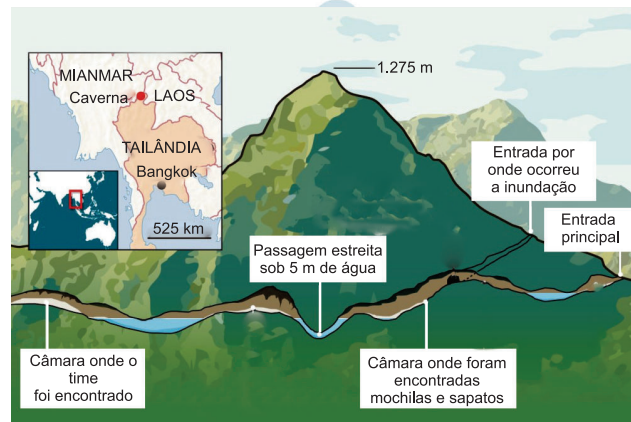 1.275 m
MIANMAR
Caverna
LAOS
TAILÂNDIA
Bangkok
525 km
Entrada por
onde ocorreu
a inundação
Entrada
principal
Passagem estreita
sob 5 m de água
Câmara onde o
time
foi encontrado
Câmara onde foram
encontradas
mochilas e sapatos